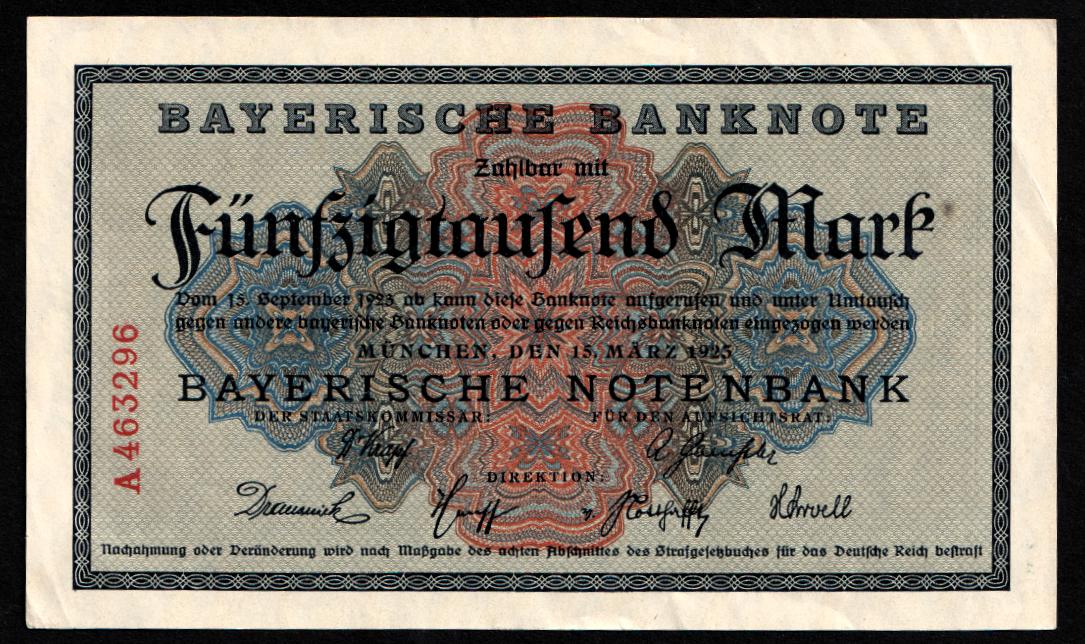 BAYERISCHE BANKNOTE
Zahlbar mit
Fünfzigtausend Mark
Vom 15. September 1923 ab kann diese Banknote aufgerufen und unter Umtausch
gegen andere bayerische Banknoten oder gegen Reichsbanknoten eingezogen werden
MÜNCHEN, DEN 15. MÄRZ 1923
BAYERISCHE NOTENBANK
DER STAATSKOMMISSAR: FÜR DEN AUFSICHTSRAT:
DIREKTION:
Nachahmung oder Veränderung wird nach Maßgabe des achten Abschnittes des Strafgesetzbuches für das Deutsche Reich bestraft
A463296